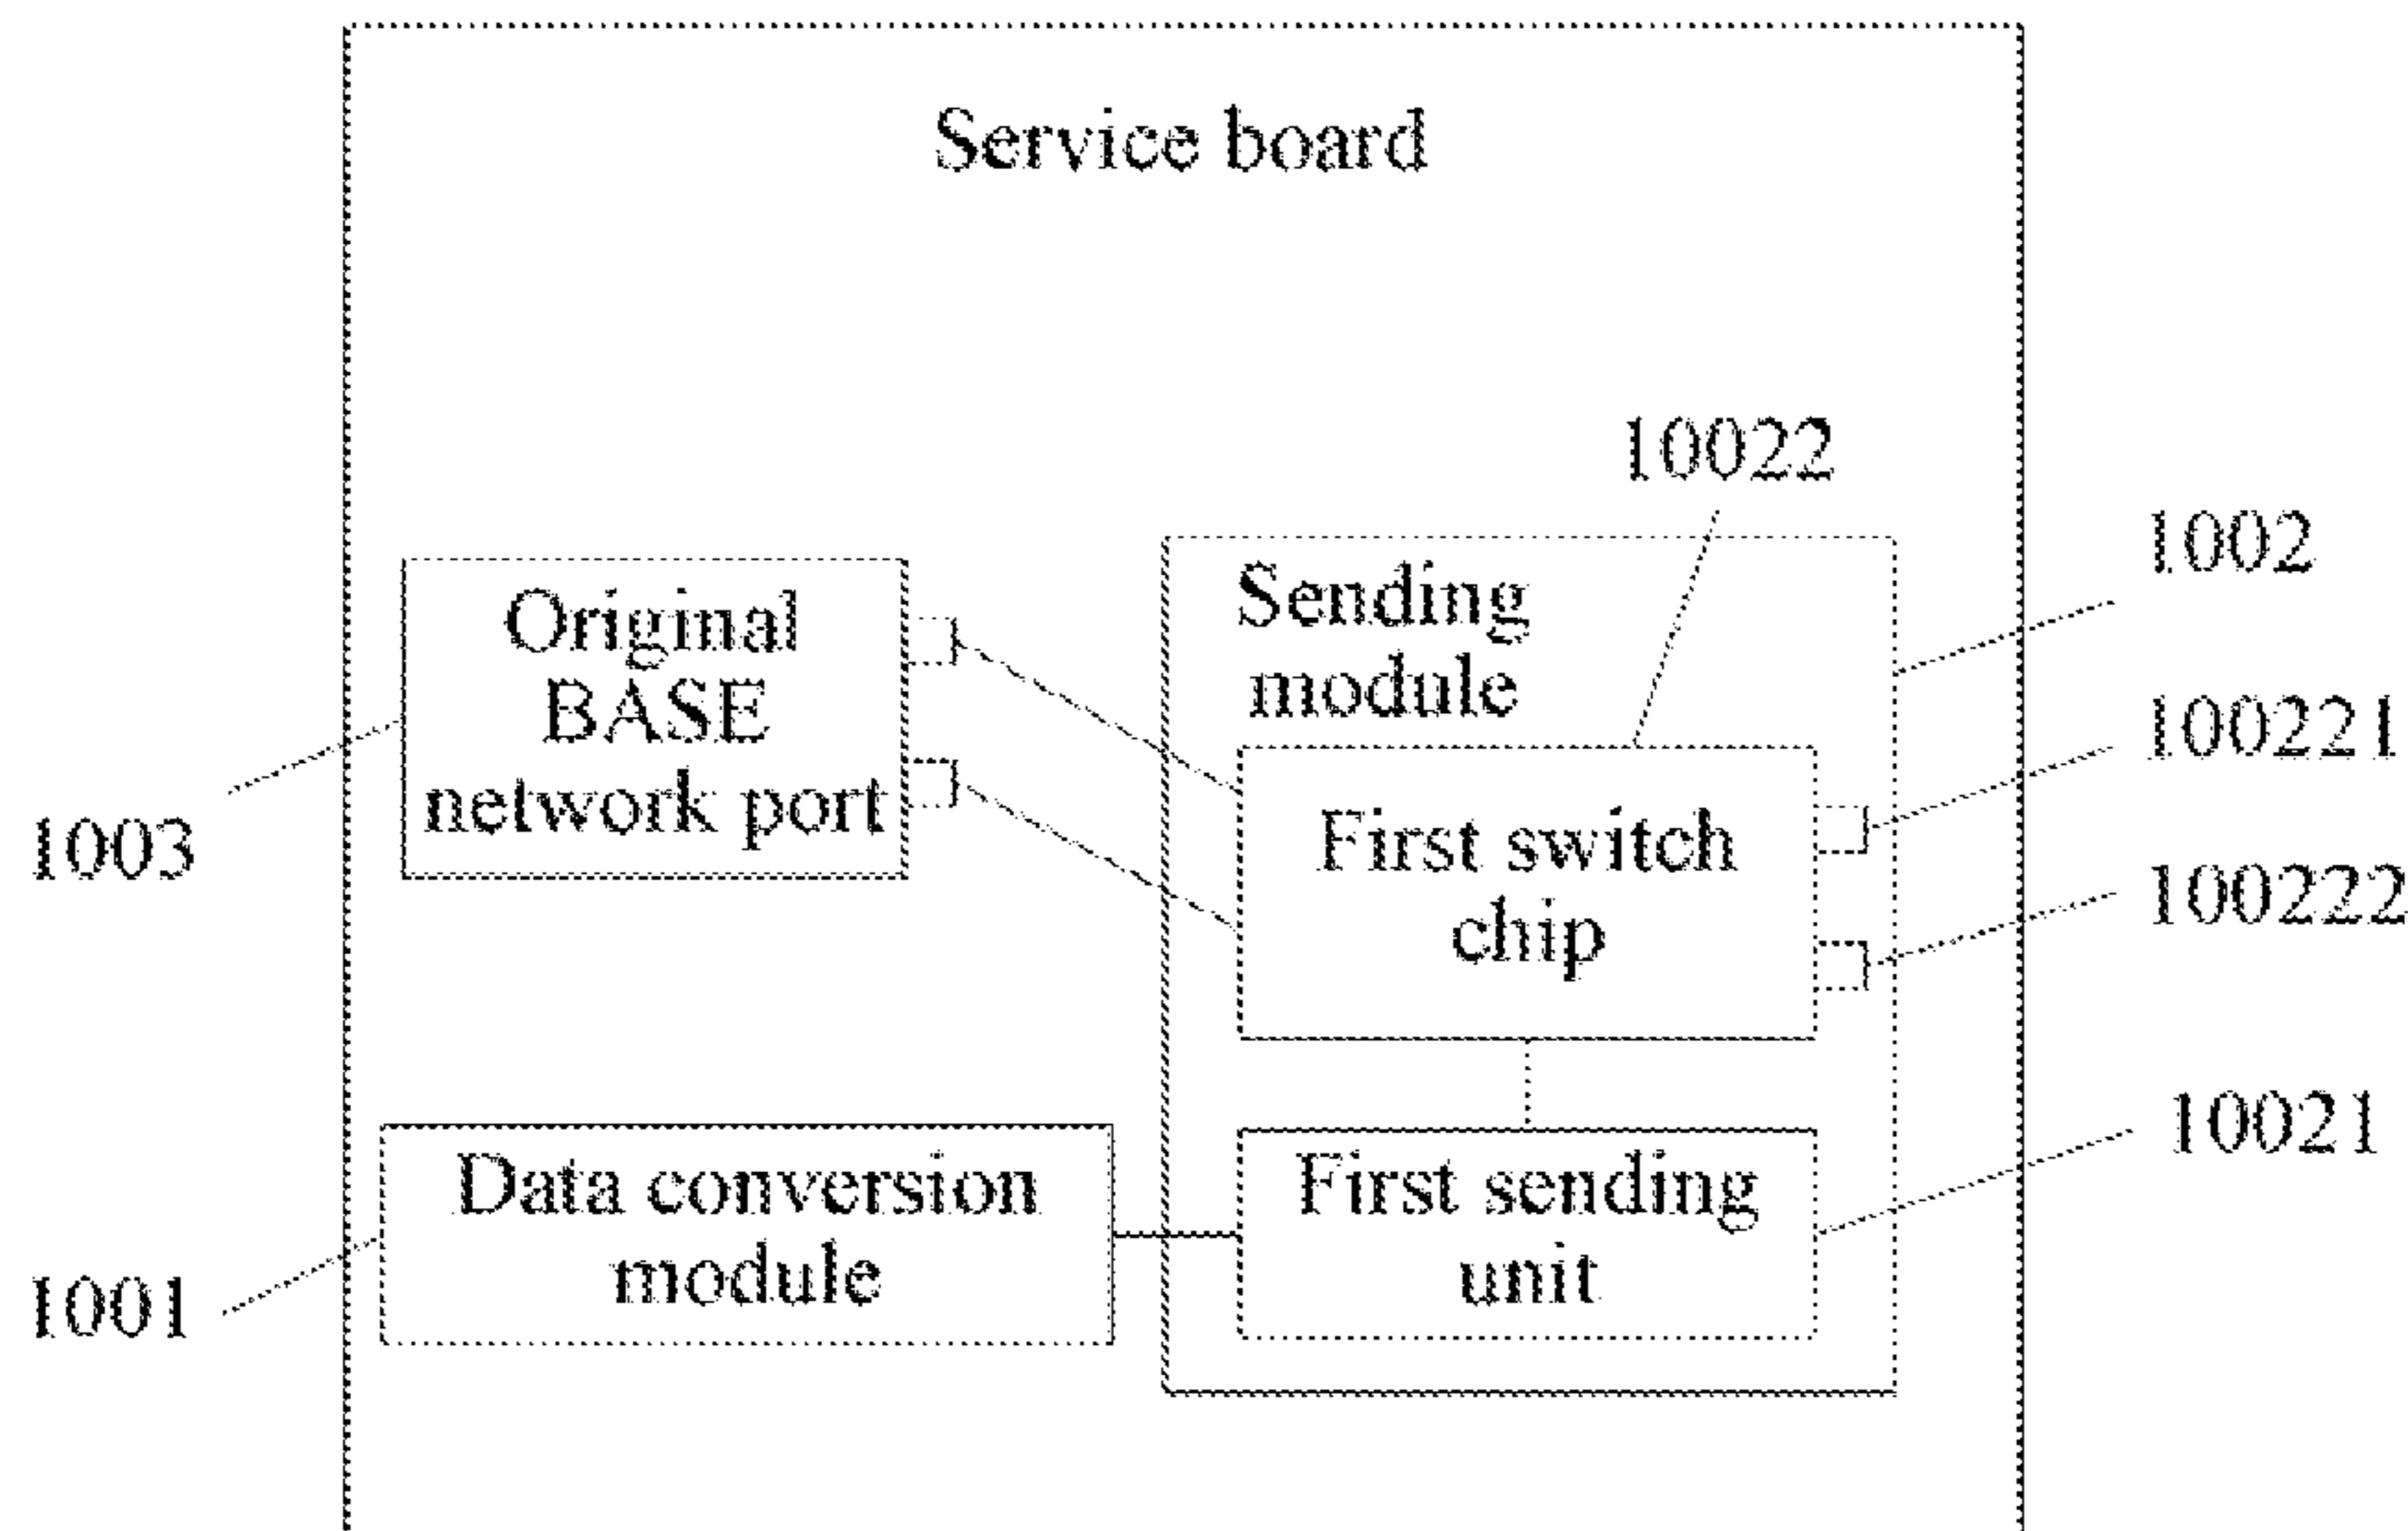 Service board
10022
1002
Sending
module
Original
BASE
network port
100221
First switch
chip
100222
1003
10021
Data conversion
module
First sending
unit
1001